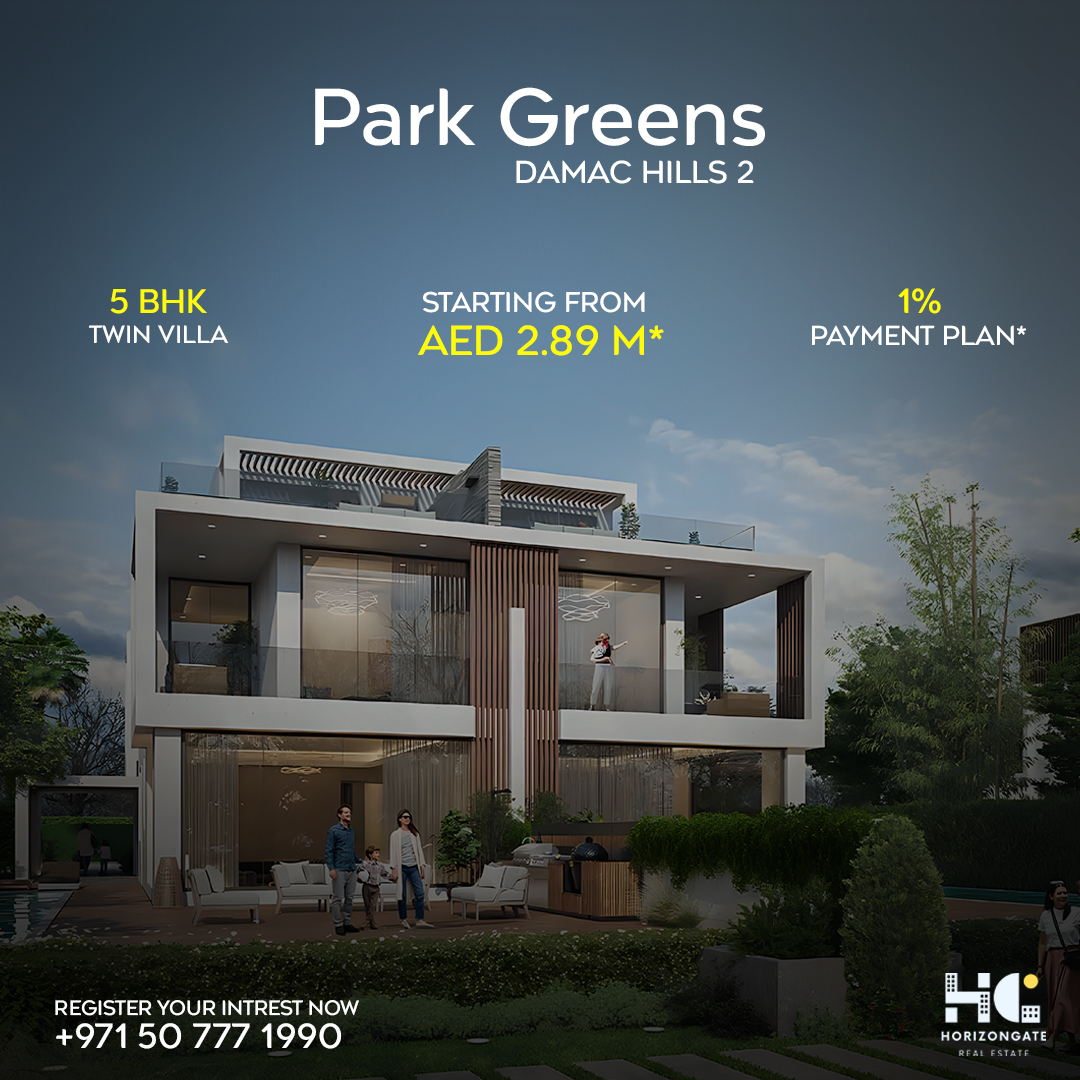 Park Greens
DAMAC HILLS 2
5 BHK
TWIN VILLA
STARTING FROM
AED 2.89 M*
1%
PAYMENT PLAN*
REGISTER YOUR INTREST NOW
+971 50 777 1990
HG
HORIZONGATE
REAL ESTATE